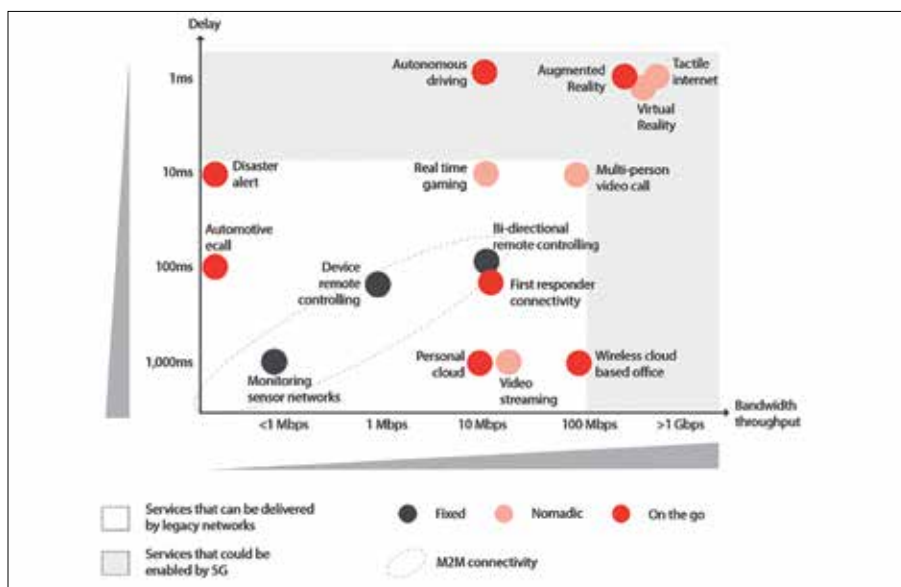 Delay
1ms
10ms
100ms
1,000ms
Autonomous
driving
Augmented
Reality
Tactile
internet
Virtual
Reality
Disaster
alert
Real time
gaming
Multi-person
video call
Automotive
ecall
Bi-directional
remote controlling
Device
remote
controlling
First responder
connectivity
Monitoring
sensor networks
Personal
cloud
Video
streaming
Wireless cloud
based office
Bandwidth
throughput
<1 Mbps
1 Mbps
10 Mbps
100 Mbps
>1 Gbps
Services that can be delivered
by legacy networks
Fixed
Nomadic
On the go
Services that could be
enabled by 5G
M2M connectivity